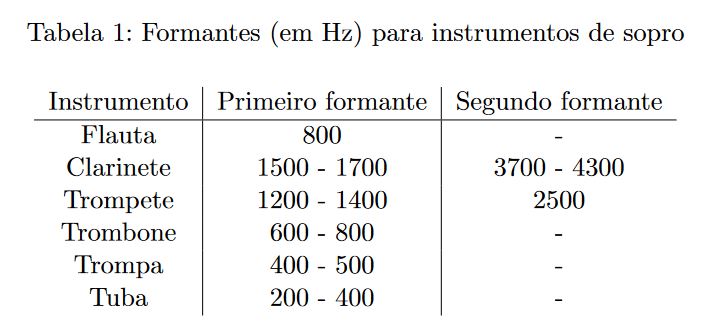 Tabela 1: Formantes (em Hz) para instrumentos de sopro
Instrumento Primeiro formante Segundo formante
Flauta 800 -
Clarinete 1500 - 1700 3700 - 4300
Trompete 1200 - 1400 2500
Trombone 600 - 800 -
Trompa 400 - 500 -
Tuba 200 - 400 -